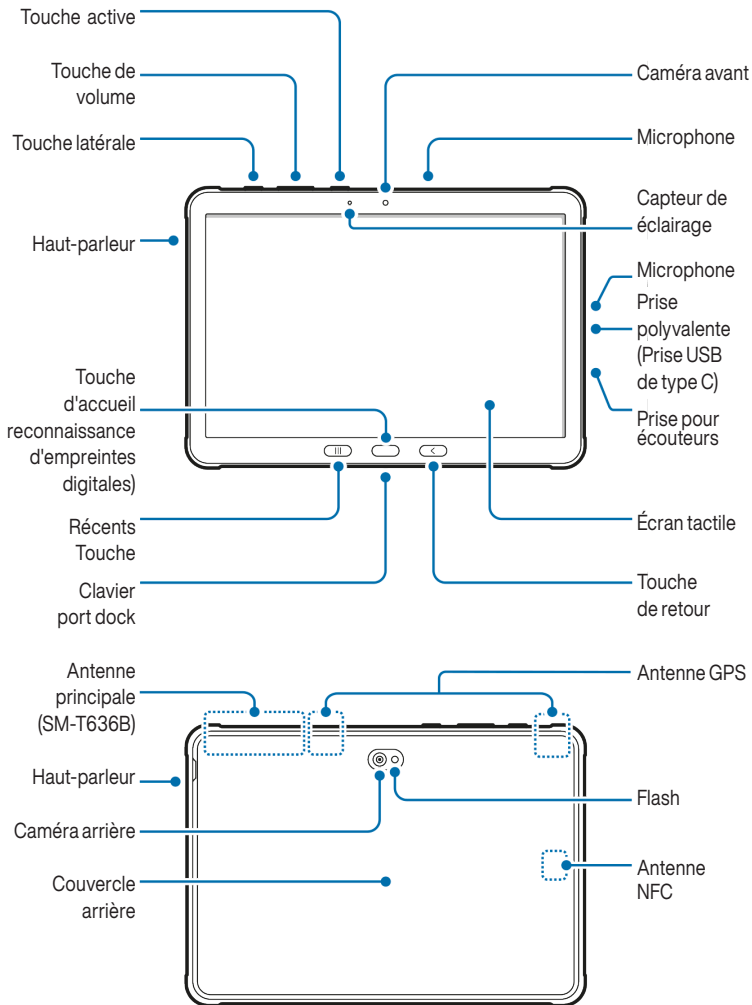 Touche active
Touche de
volume
Touche latérale
Haut-parleur
Touche
d'accueil
reconnaissance
d'empreintes
digitales)
Récents
Touche
Clavier
port dock
Caméra avant
Microphone
Capteur de
éclairage
Microphone
Prise
polyvalente
(Prise USB
de type C)
Prise pour
écouteurs
Écran tactile
Touche
de retour
Antenne
principale
(SM-T636B)
Haut-parleur
Caméra arrière
Couvercle
arrière
Antenne GPS
Flash
Antenne
NFC